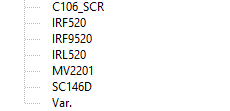 C106_SCR
IRF520
IRF9520
IRL520
MV2201
SC146D
Var.